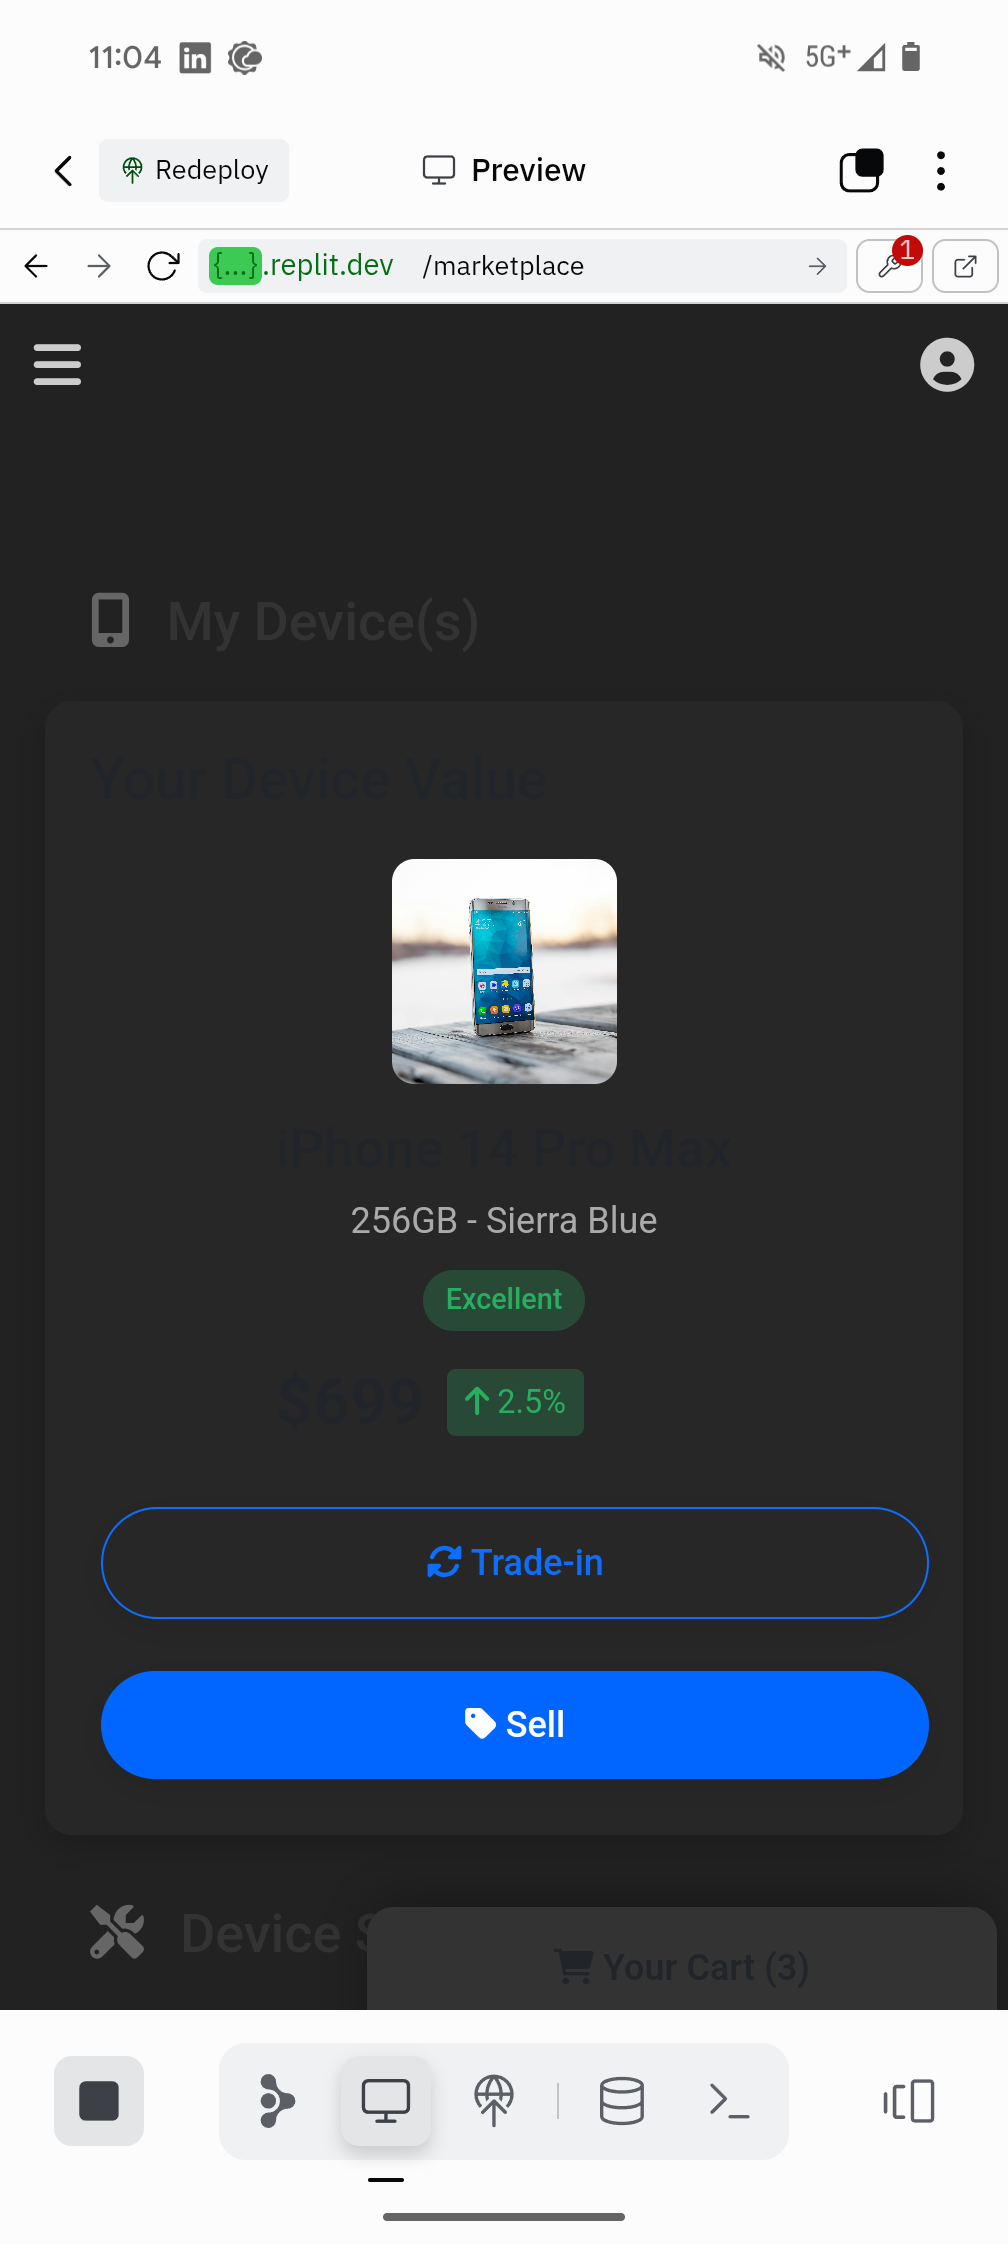 11:04 5G+
Redeploy Preview
{...}.replit.dev /marketplace 1
My Device(s)
Your Device Value
iPhone 14 Pro Max
256GB - Sierra Blue
Excellent
$699 2.5%
Trade-in
Sell
Device S
Your Cart (3)